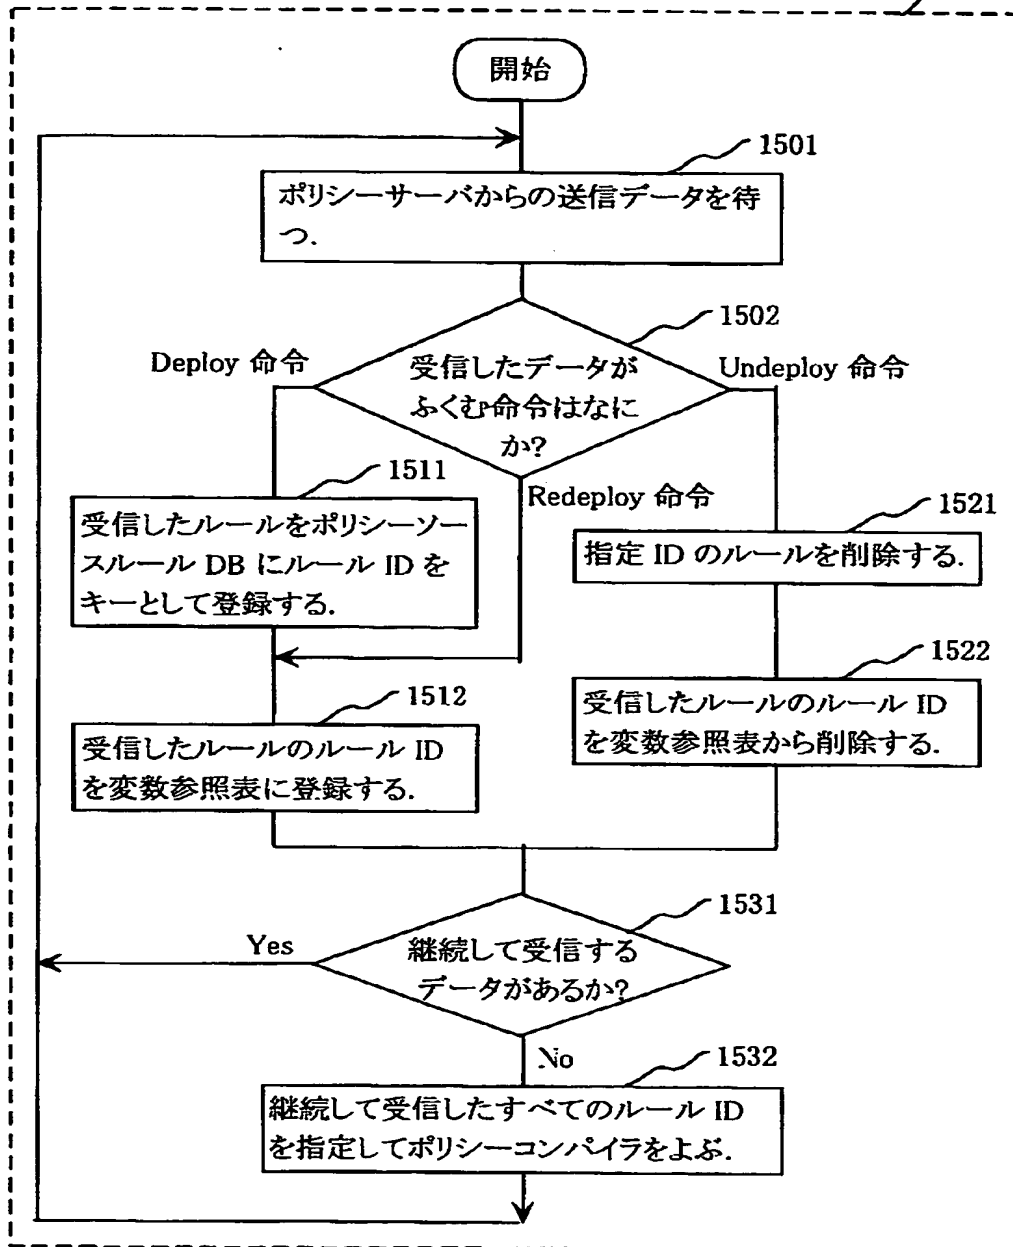 開始
1501
ポリシーサーバからの送信データを待
つ.
1502
Deploy 命令
受信したデータが
ふくむ命令はなに
か?
Undeploy 命令
1511
Redeploy 命令
受信したルールをポリシーソー
スルール DB にルール ID を
キーとして登録する.
1521
指定 ID のルールを削除する.
1512
受信したルールのルール ID
を変数参照表に登録する.
1522
受信したルールのルール ID
を変数参照表から削除する.
1531
Yes
継続して受信する
データがあるか?
No
1532
継続して受信したすべてのルール ID
を指定してポリシーコンパイラをよぶ.